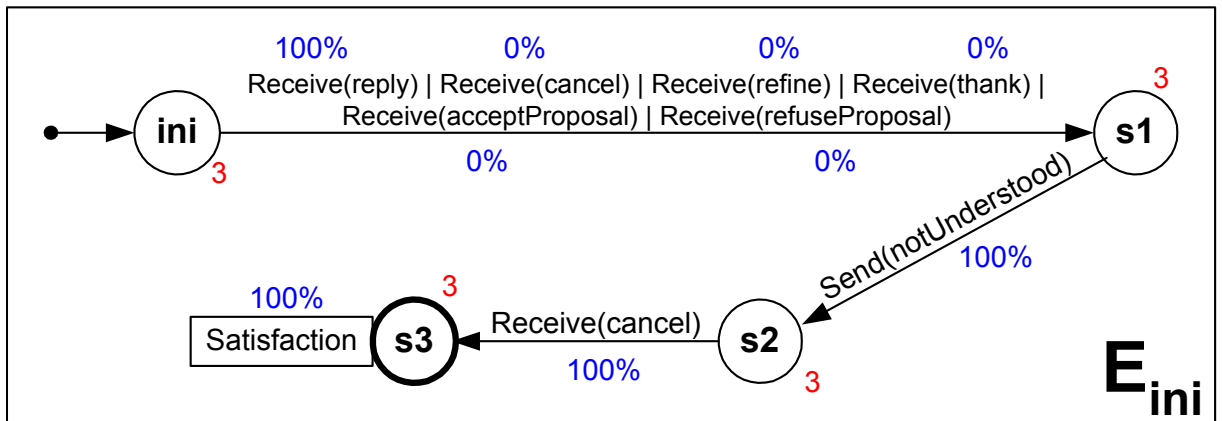 100% 0% 0% 0%
Receive(reply) | Receive(cancel) | Receive(refine) | Receive(thank) |
Receive(acceptProposal) | Receive(refuseProposal)
0% 0%
ini
3
s1
3
Send(notUnderstood)
100%
s2
3
Receive(cancel)
100%
s3
3
100%
Satisfaction
E ini